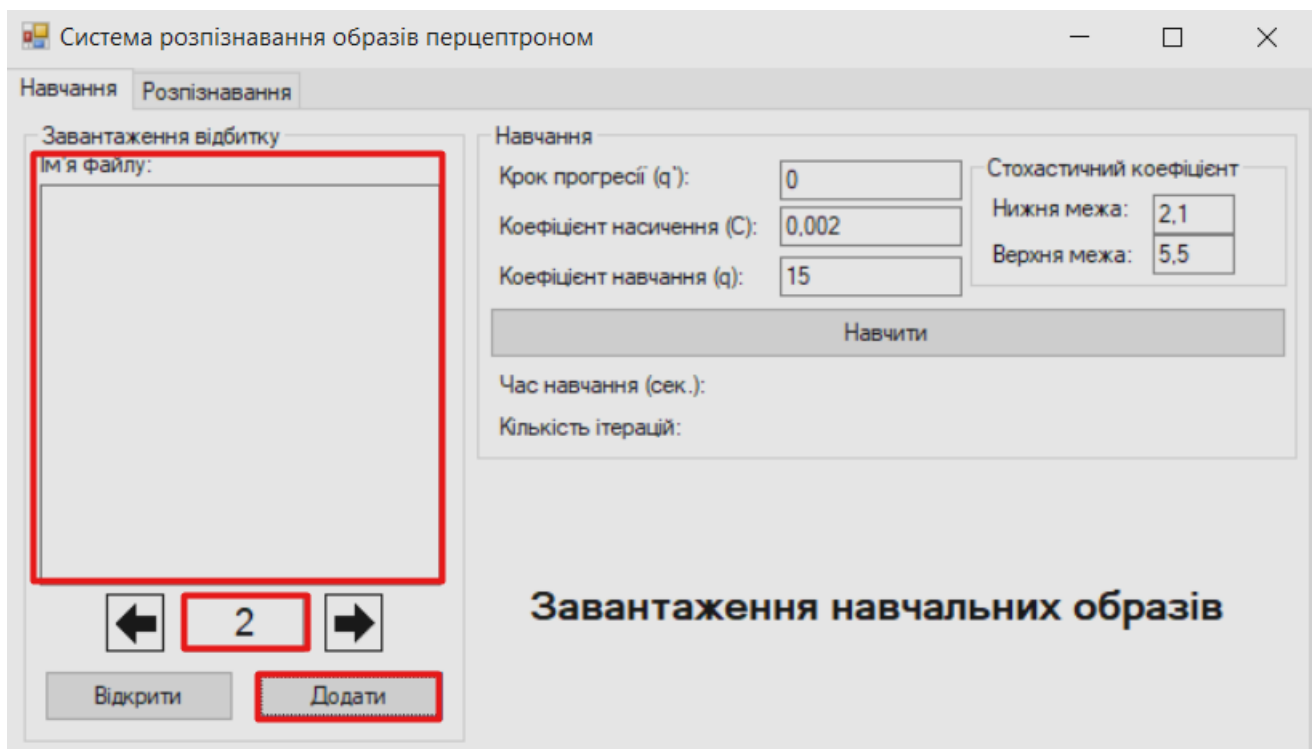 Система розпізнавання образів перцептроном
Навчання Розпізнавання
Завантаження відбитку
Ім'я файлу:
2
Відкрити Додати
Навчання
Крок прогресії (q`): 0
Коефіцієнт насичення (C): 0,002
Коефіцієнт навчання (q): 15
Стохастичний коефіцієнт
Нижня межа: 2,1
Верхня межа: 5,5
Навчити
Час навчання (сек.):
Кількість ітерацій:
Завантаження навчальних образів